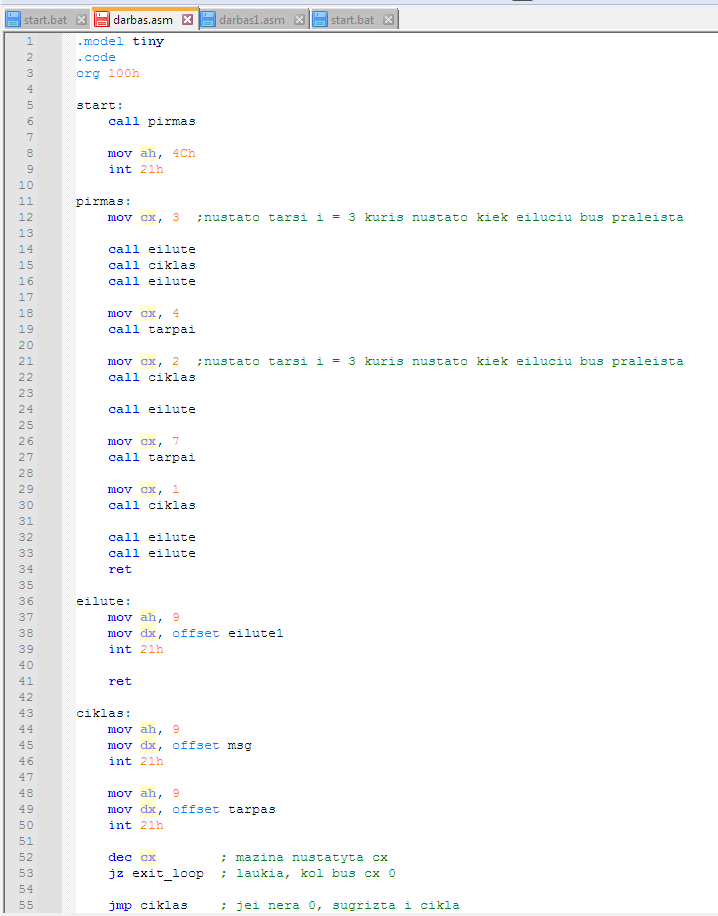 start.bat darbas.asm darbas1.asm start.bat
1 .model tiny
2 .code
3 org 100h
4
5 start:
6 call pirmas
7
8 mov ah, 4Ch
9 int 21h
10
11 pirmas:
12 mov cx, 3 ;nustato tarsi i = 3 kuris nustato kiek eiluciu bus praleista
13
14 call eilute
15 call ciklas
16 call eilute
17
18 mov cx, 4
19 call tarpai
20
21 mov cx, 2 ;nustato tarsi i = 3 kuris nustato kiek eiluciu bus praleista
22 call ciklas
23
24 call eilute
25
26 mov cx, 7
27 call tarpai
28
29 mov cx, 1
30 call ciklas
31
32 call eilute
33 call eilute
34 ret
35
36 eilute:
37 mov ah, 9
38 mov dx, offset eilute1
39 int 21h
40
41 ret
42
43 ciklas:
44 mov ah, 9
45 mov dx, offset msg
46 int 21h
47
48 mov ah, 9
49 mov dx, offset tarpas
50 int 21h
51
52 dec cx ; mazina nustatyta cx
53 jz exit_loop ; laukia, kol bus cx 0
54
55 jmp ciklas ; jei nera 0, sugrizta i cikla